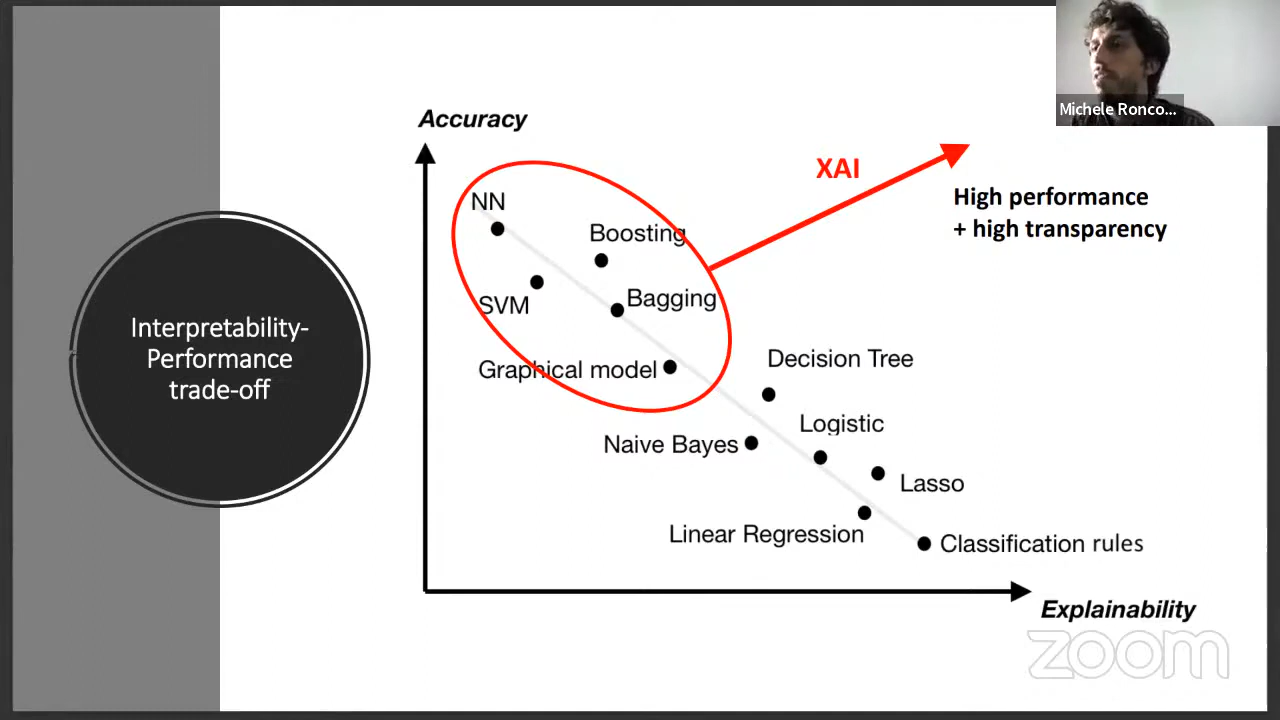 Michele Ronco...
Accuracy
XAI
High performance
+ high transparency
NN
Boosting
SVM
Bagging
Graphical model
Decision Tree
Logistic
Naive Bayes
Lasso
Linear Regression
Classification rules
Explainability
Interpretability-
Performance
trade-off
zoom